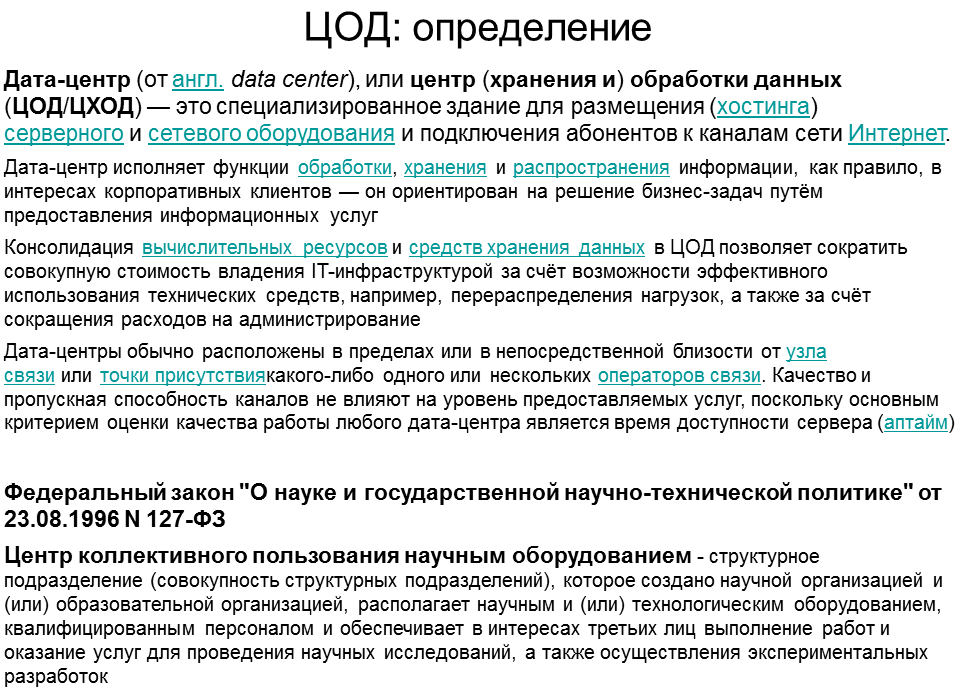 ЦОД: определение
Дата-центр (от англ. data center), или центр (хранения и) обработки данных
(ЦОД/ЦХОД) — это специализированное здание для размещения (хостинга)
серверного и сетевого оборудования и подключения абонентов к каналам сети Интернет.
Дата-центр исполняет функции обработки, хранения и распространения информации, как правило, в
интересах корпоративных клиентов — он ориентирован на решение бизнес-задач путём
предоставления информационных услуг
Консолидация вычислительных ресурсов и средств хранения данных в ЦОД позволяет сократить
совокупную стоимость владения IT-инфраструктурой за счёт возможности эффективного
использования технических средств, например, перераспределения нагрузок, а также за счёт
сокращения расходов на администрирование
Дата-центры обычно расположены в пределах или в непосредственной близости от узла
связи или точки присутствиякакого-либо одного или нескольких операторов связи. Качество и
пропускная способность каналов не влияют на уровень предоставляемых услуг, поскольку основным
критерием оценки качества работы любого дата-центра является время доступности сервера (аптайм)
Федеральный закон "О науке и государственной научно-технической политике" от
23.08.1996 N 127-ФЗ
Центр коллективного пользования научным оборудованием - структурное
подразделение (совокупность структурных подразделений), которое создано научной организацией и
(или) образовательной организацией, располагает научным и (или) технологическим оборудованием,
квалифицированным персоналом и обеспечивает в интересах третьих лиц выполнение работ и
оказание услуг для проведения научных исследований, а также осуществления экспериментальных
разработок